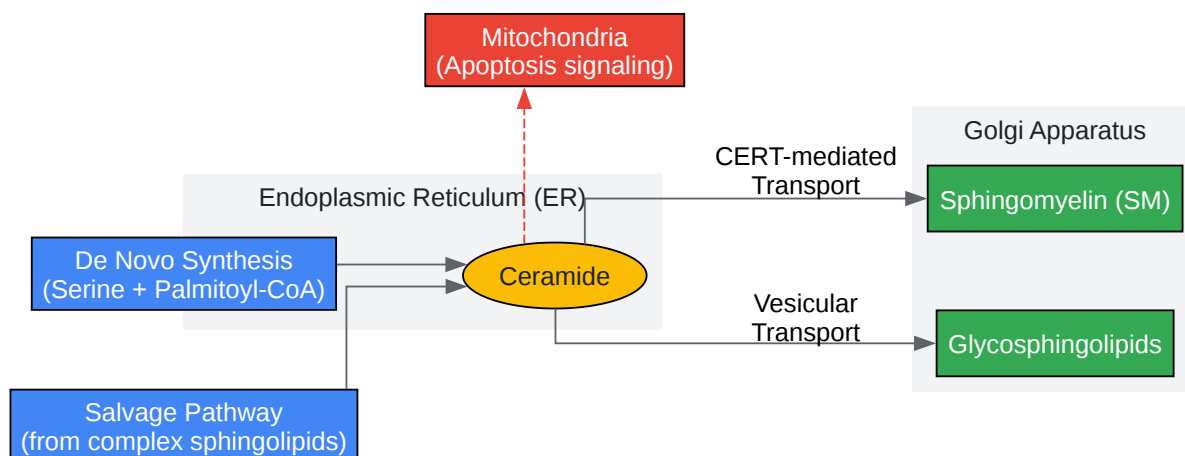 Mitochondria
(Apoptosis signaling)
Golgi Apparatus
CERT-mediated
Transport
Endoplasmic Reticulum (ER)
Sphingomyelin (SM)
De Novo Synthesis
(Serine + Palmitoyl-CoA)
Ceramide
Vesicular
Transport
Glycosphingolipids
Salvage Pathway
(from complex sphingolipids)